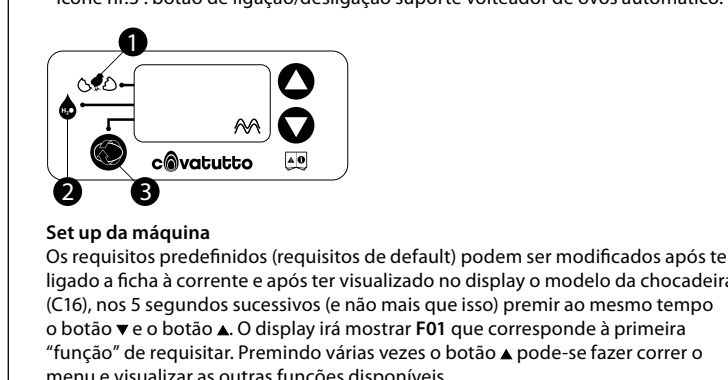 Ícone nr.3 : botão de ligação/desligação suporte volteador de ovos automático.
1
H₂O
2
3
covatutto
Set up da máquina
Os requisitos predefinidos (requisitos de default) podem ser modificados após te
ligado a ficha à corrente e após ter visualizado no display o modelo da chocadeira
(C16), nos 5 segundos sucessivos (e não mais que isso) premir ao mesmo tempo
o botão ▼ e o botão ▲. O display irá mostrar F01 que corresponde à primeira
“função” de requisitar. Premindo várias vezes o botão ▲ pode-se fazer correr o
menu e visualizar as outras funções disponíveis